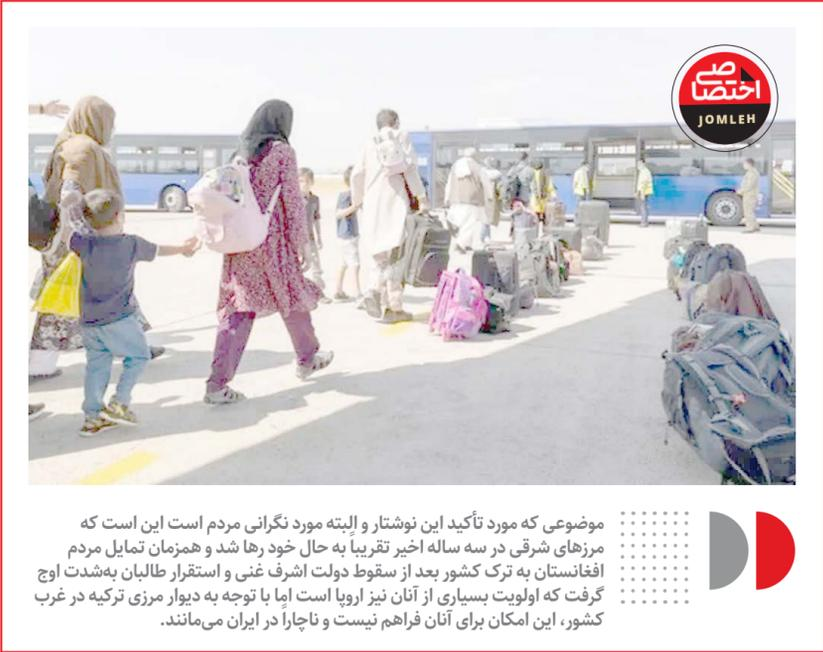 اختصاصی
JOMLEH
موضوعی که مورد تأکید این نوشتار و البته مورد نگرانی مردم است این است که
مرزهای شرقی در سه ساله اخیر تقریباً به حال خود رها شد و همزمان تمایل مردم
افغانستان به ترک کشور بعد از سقوط دولت اشرف غنی و استقرار طالبان به‌شدت اوج
گرفت که اولویت بسیاری از آنان نیز اروپا است اما با توجه به دیوار مرزی ترکیه در غرب
کشور، این امکان برای آنان فراهم نیست و ناچاراً در ایران می‌مانند.